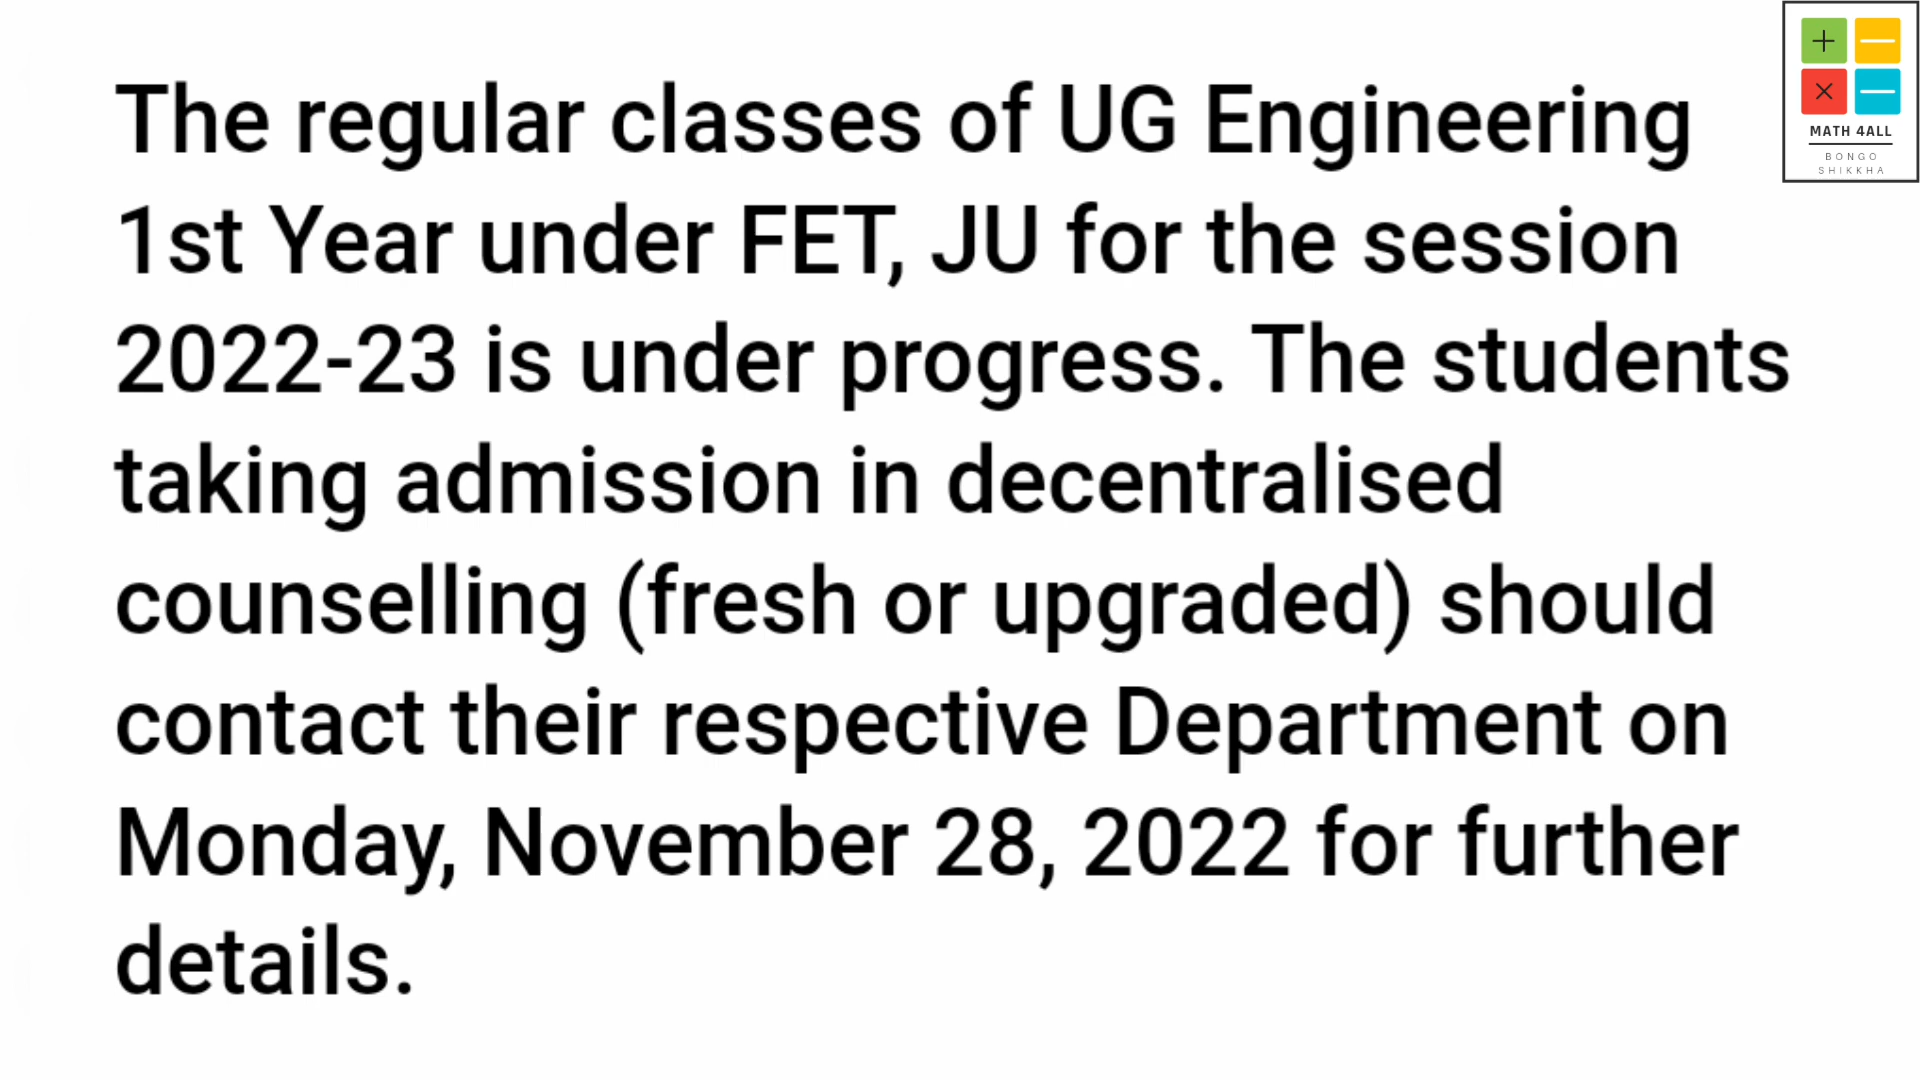 The regular classes of UG Engineering
1st Year under FET, JU for the session
2022-23 is under progress. The students
taking admission in decentralised
counselling (fresh or upgraded) should
contact their respective Department on
Monday, November 28, 2022 for further
details.
+ —
× —
MATH 4ALL
BONGO
SHIKKHA